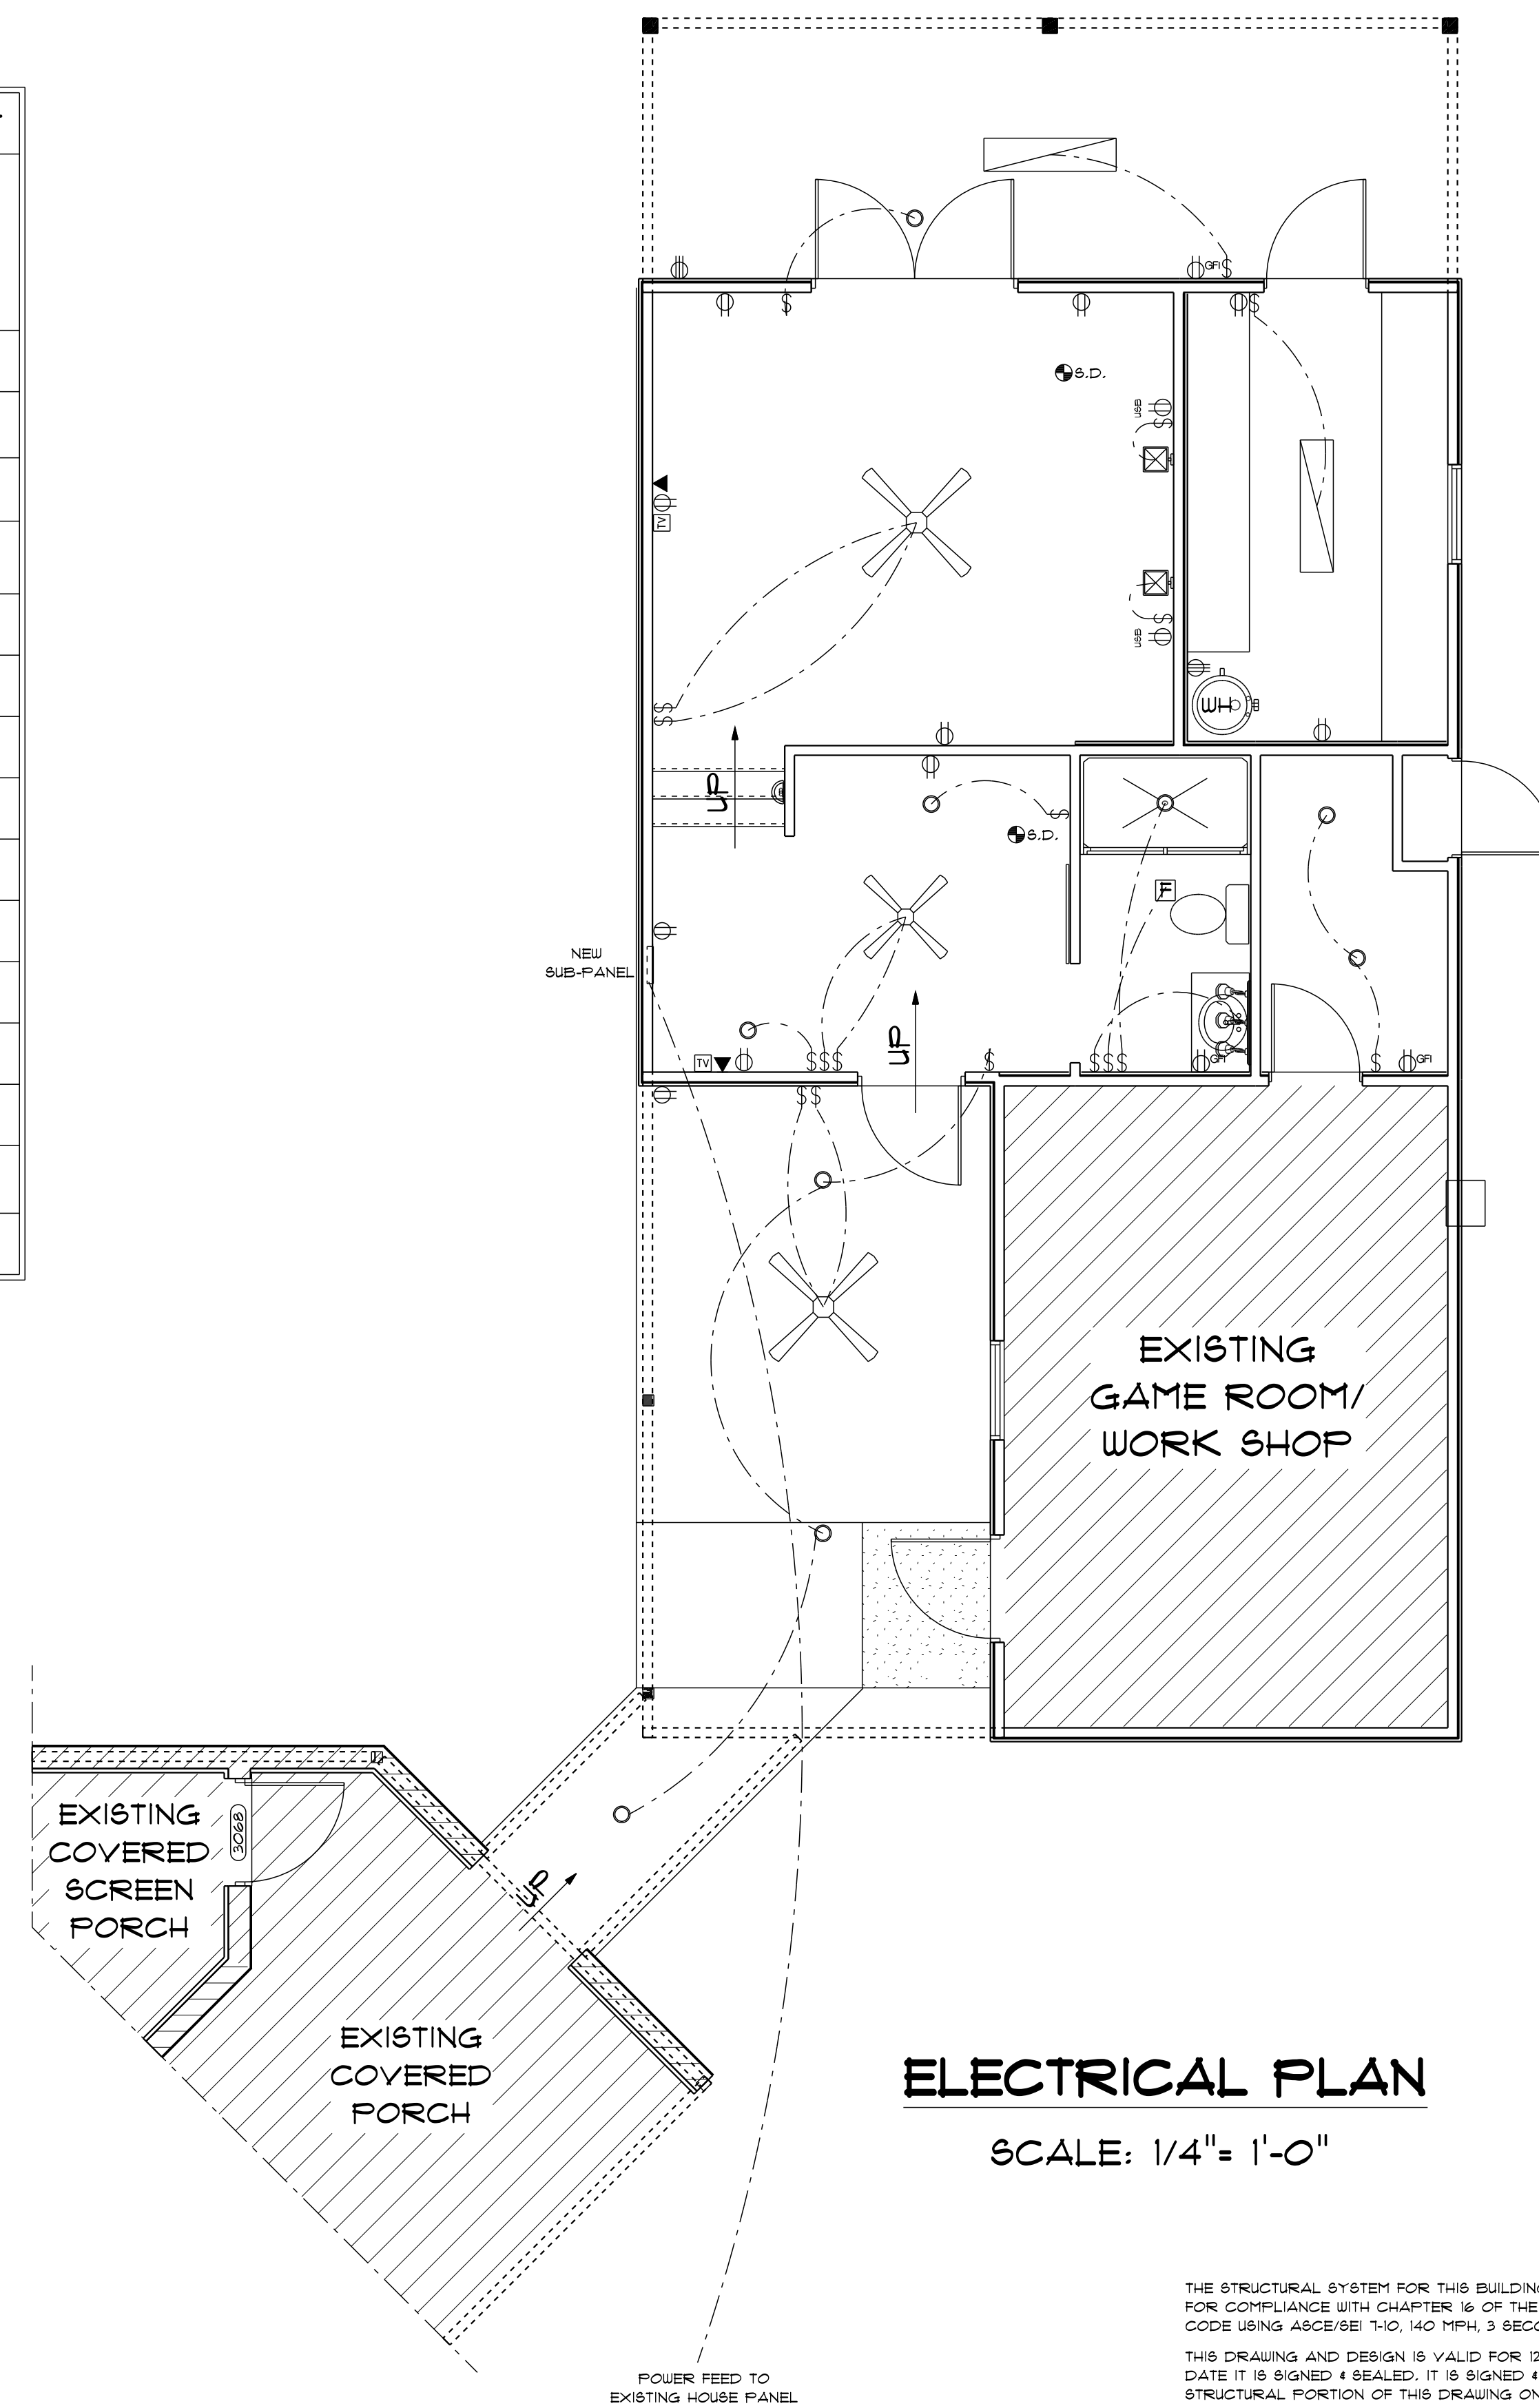 GFI
S.D.
USB
TV
USB
WH
UP
S.D.
F
NEW
SUB-PANEL
UP
TV
GFI
GFI
EXISTING
GAME ROOM/
WORK SHOP
EXISTING
COVERED
SCREEN
PORCH
3068
UP
EXISTING
COVERED
PORCH
ELECTRICAL PLAN
SCALE: 1/4"= 1'-0"
THE STRUCTURAL SYSTEM FOR THIS BUILDING
FOR COMPLIANCE WITH CHAPTER 16 OF THE
CODE USING ASCE/SEI 7-10, 140 MPH, 3 SECO
THIS DRAWING AND DESIGN IS VALID FOR 12
DATE IT IS SIGNED & SEALED. IT IS SIGNED &
STRUCTURAL PORTION OF THIS DRAWING ON
POWER FEED TO
EXISTING HOUSE PANEL